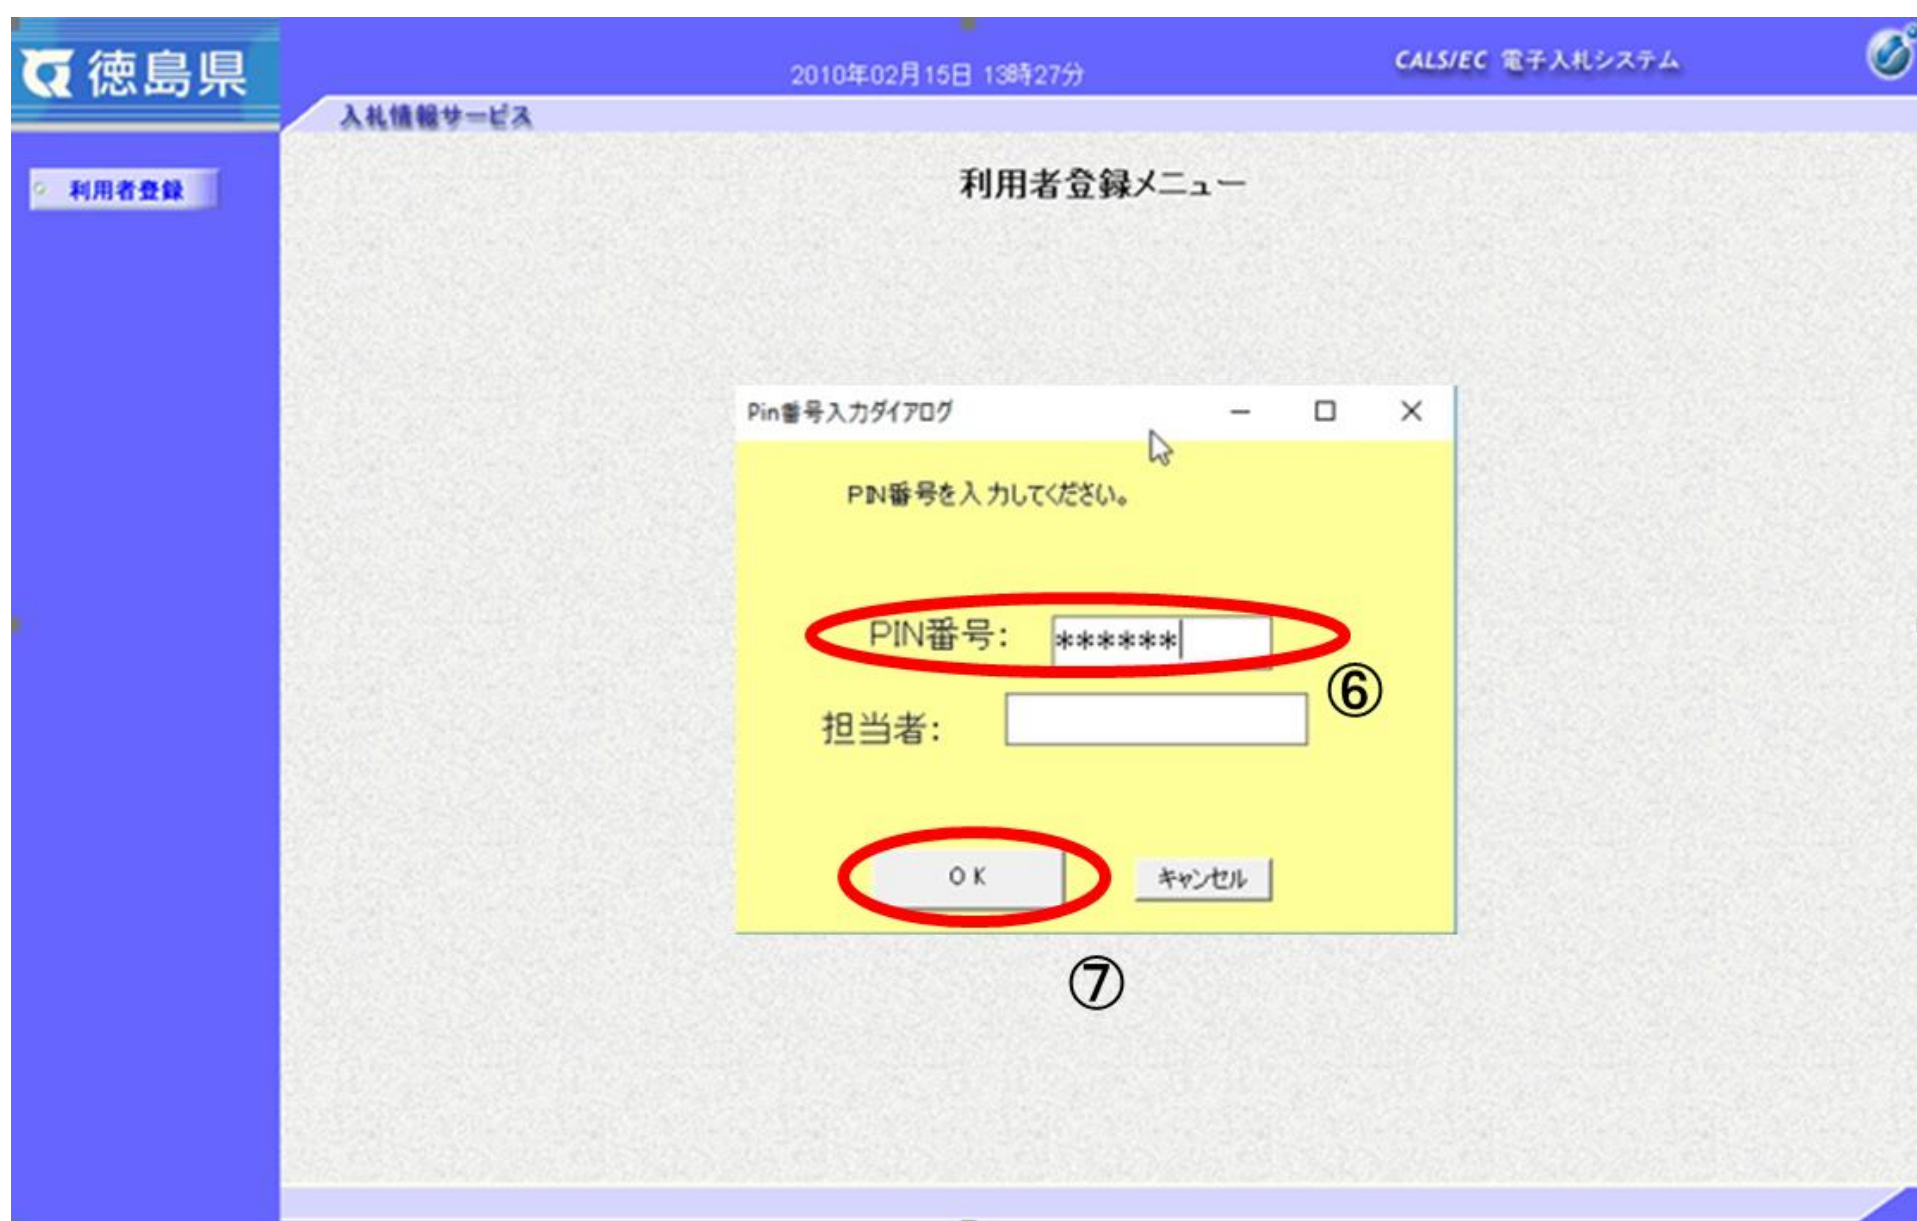 徳島県
2010年02月15日 13時27分
CALS/EC 電子入札システム
入札情報サービス
利用者登録
利用者登録メニュー
Pin番号入力ダイアログ
PIN番号を入力してください。
PIN番号: ******
⑥
担当者:
OK キャンセル
⑦